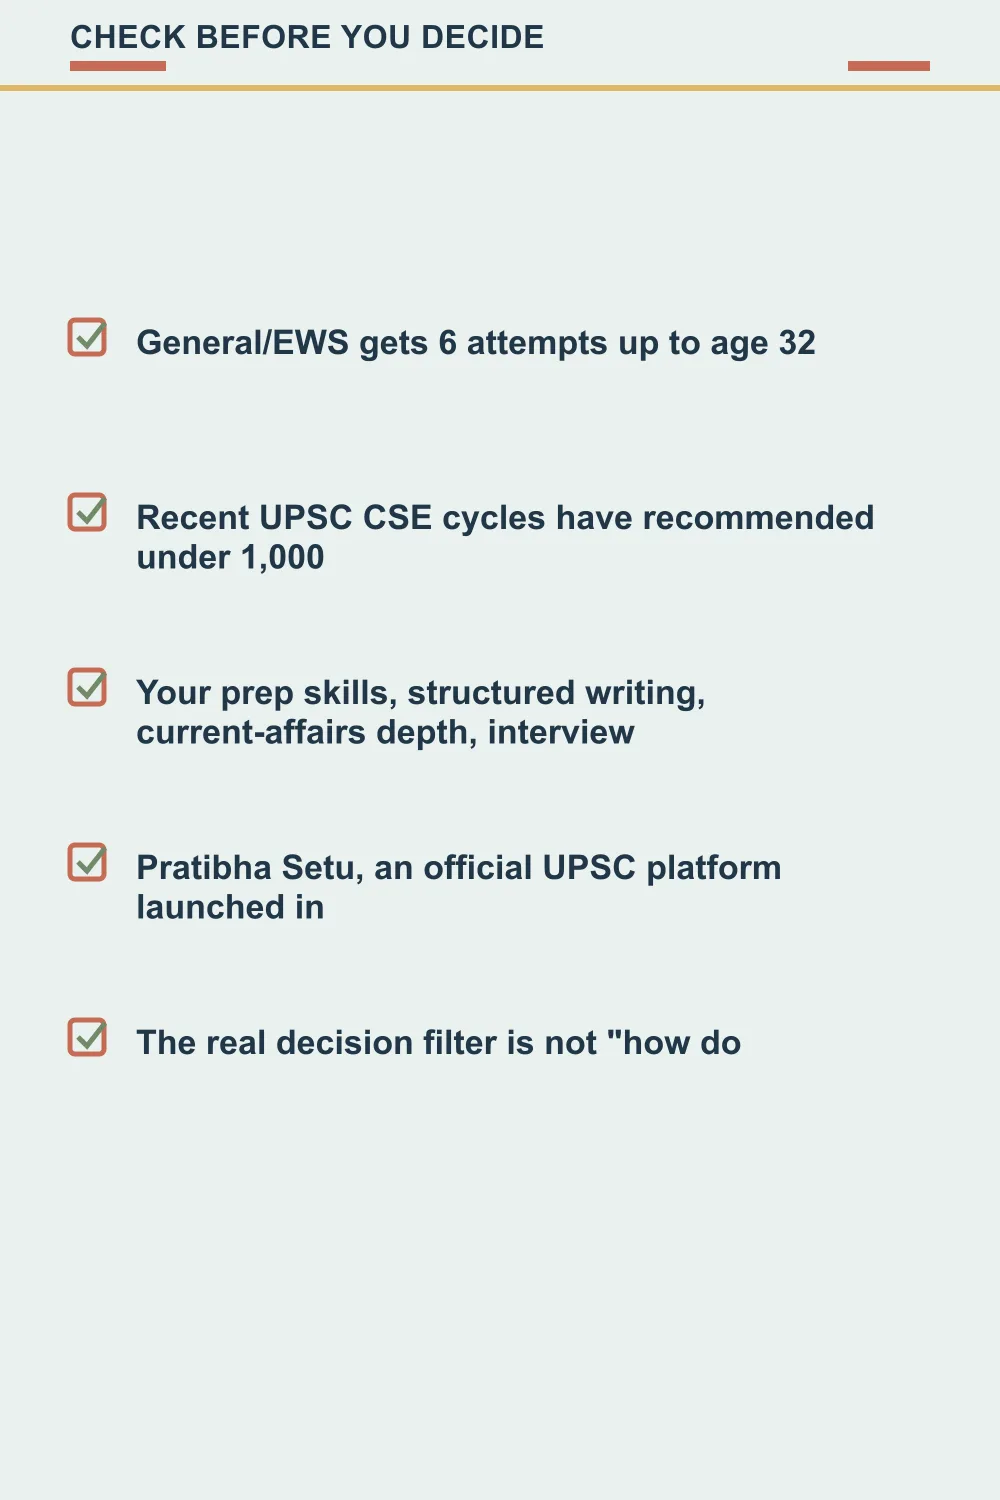 CHECK BEFORE YOU DECIDE
General/EWS gets 6 attempts up to age 32
Recent UPSC CSE cycles have recommended
under 1,000
Your prep skills, structured writing,
current-affairs depth, interview
Pratibha Setu, an official UPSC platform
launched in
The real decision filter is not "how do